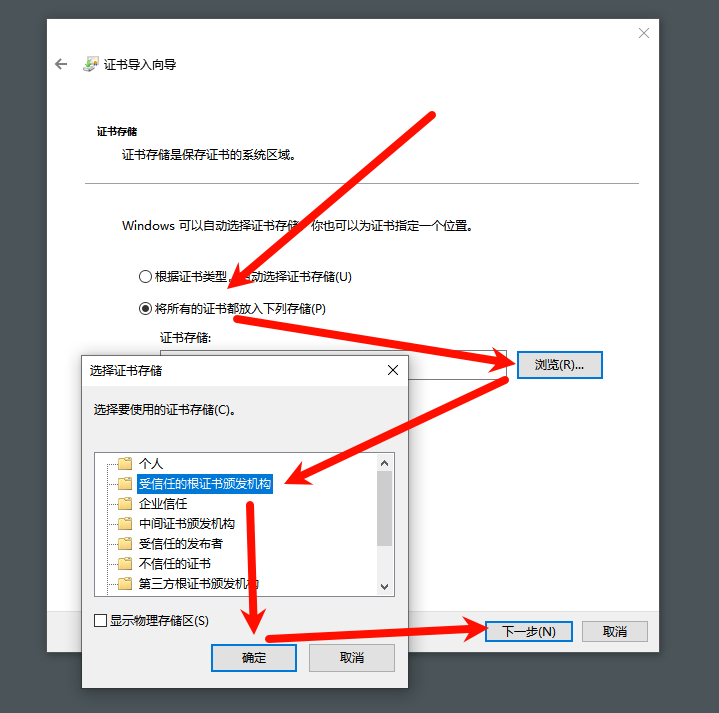 证书导入向导
证书存储
证书存储是保存证书的系统区域。
Windows 可以自动选择证书存储，你也可以为证书指定一个位置。
根据证书类型，自动选择证书存储(U)
将所有的证书都放入下列存储(P)
证书存储:
浏览(R)...
选择证书存储
选择要使用的证书存储(C)。
个人
受信任的根证书颁发机构
企业信任
中间证书颁发机构
受信任的发布者
不信任的证书
第三方根证书颁发机构
显示物理存储区(S)
确定
取消
下一步(N)
取消